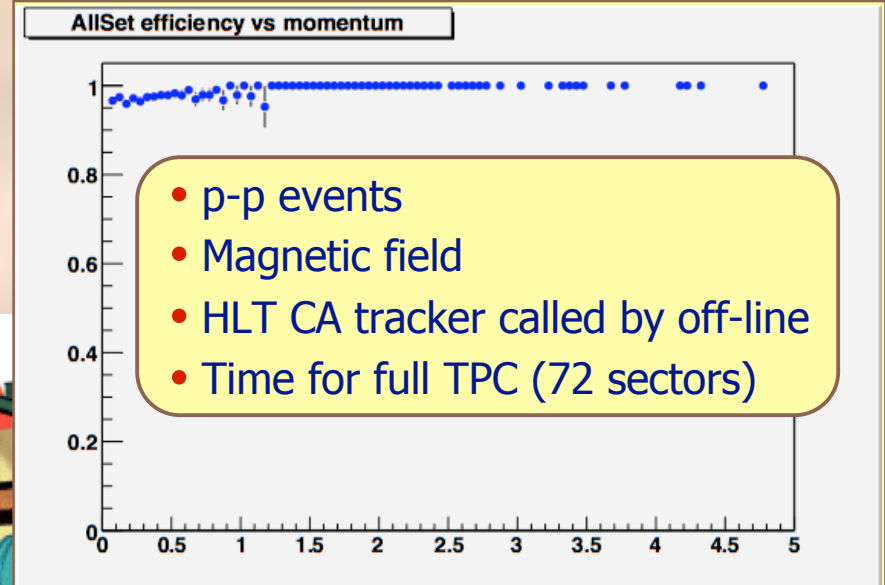 AllSet efficiency vs momentum
1
0.8
• p-p events
• Magnetic field
0.6
• HLT CA tracker called by off-line
0.4
• Time for full TPC (72 sectors)
0.2
0
0 0.5 1 1.5 2 2.5 3 3.5 4 4.5 5